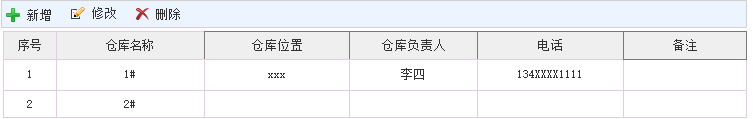 新增 修改 删除
序号 仓库名称 仓库位置 仓库负责人 电话 备注
1 1# xxx 李四 134XXXX1111
2 2#